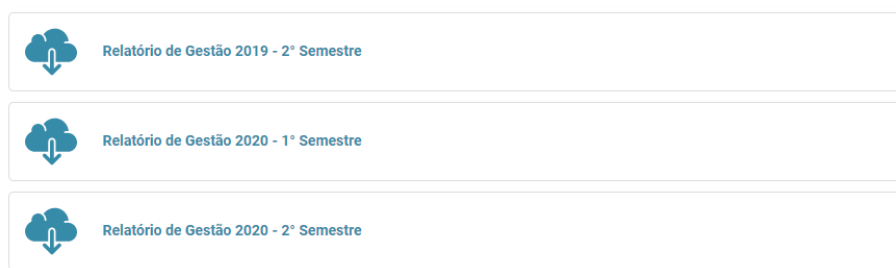 Relatório de Gestão 2019 - 2° Semestre
Relatório de Gestão 2020 - 1° Semestre
Relatório de Gestão 2020 - 2° Semestre